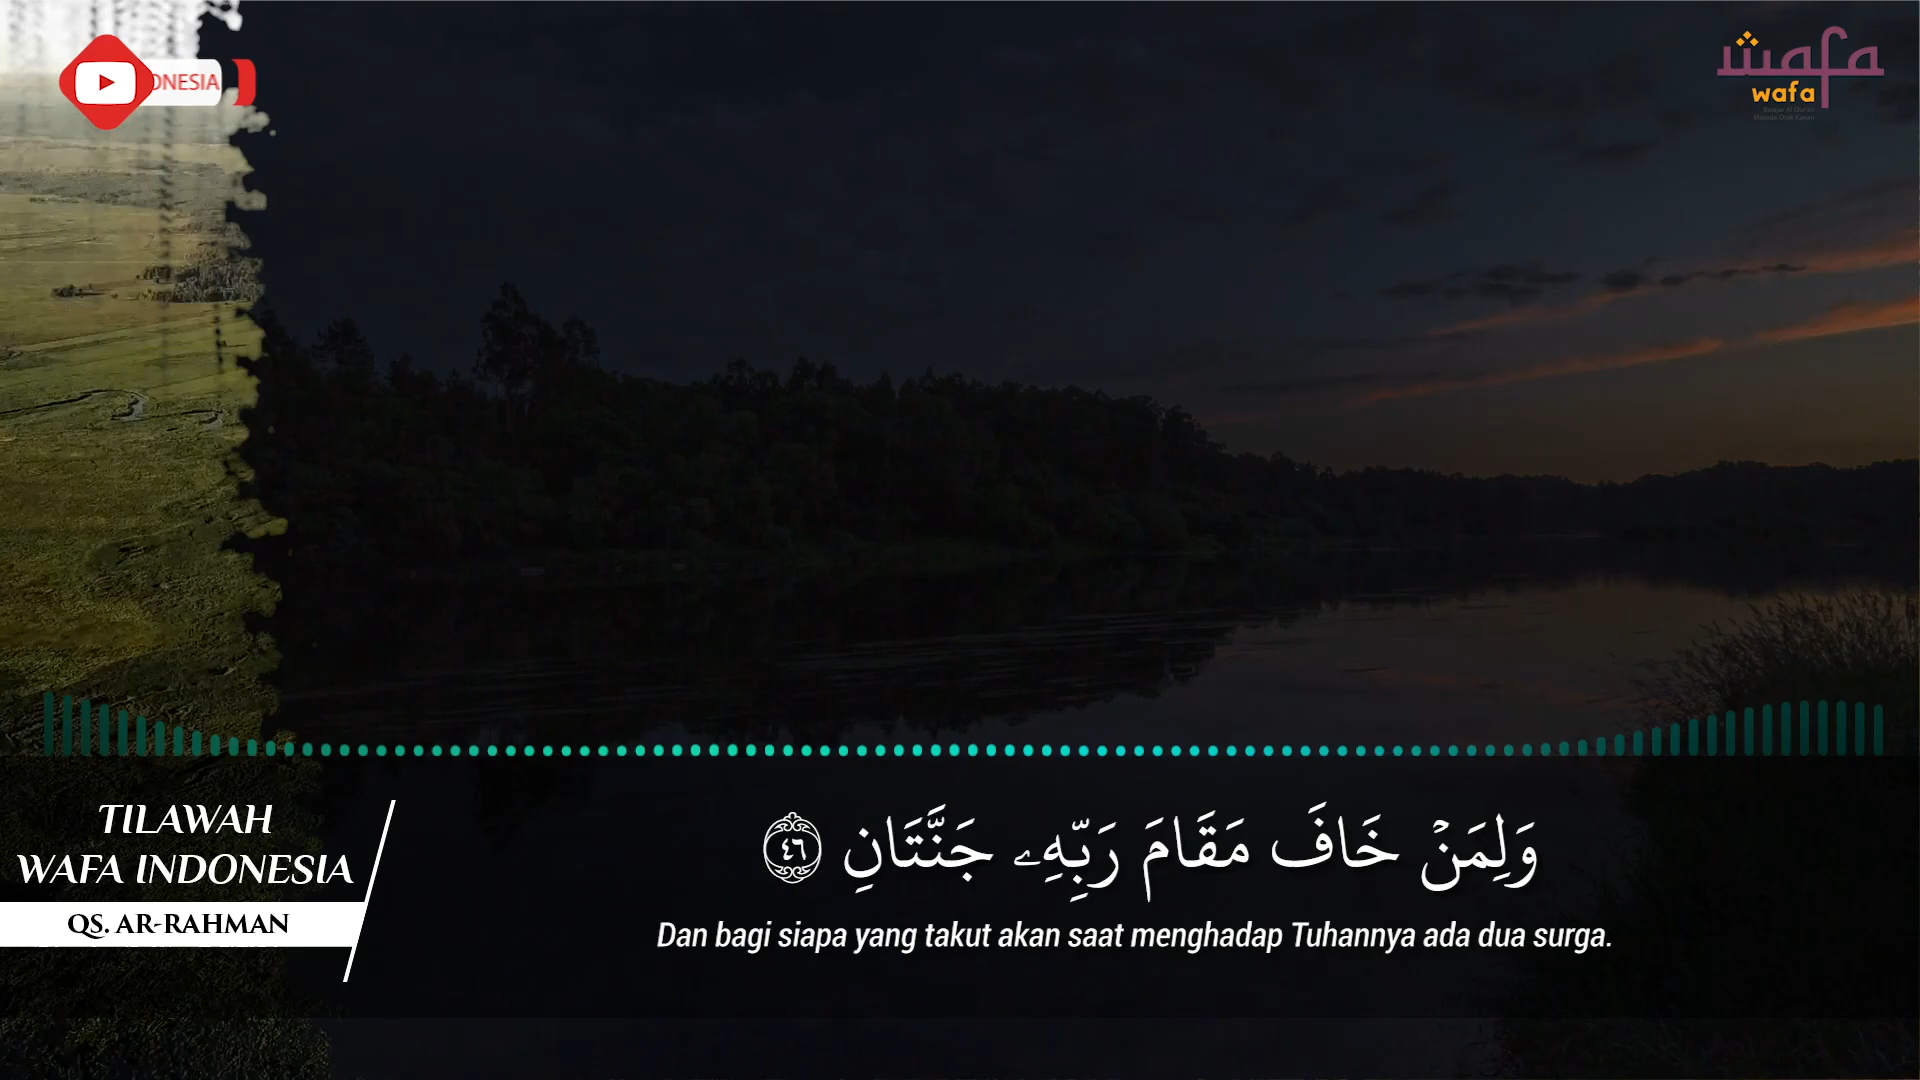 ONESIA
wafa
wafa
TILAWAH
WAFA INDONESIA
QS. AR-RAHMAN
وَلِمَنْ خَافَ مَقَامَ رَبِّهِۦ جَنَّتَانِ ٤٦
Dan bagi siapa yang takut akan saat menghadap Tuhannya ada dua surga.